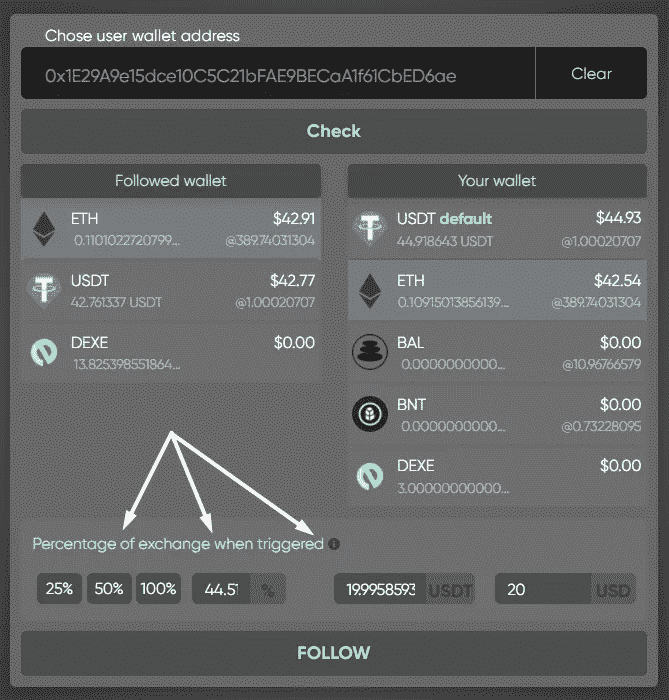 Chose user wallet address
0x1E29A9e15dce10C5C21bFAE9BECaA1f61CbED6ae
Clear
Check
Followed wallet
ETH $42.91
0.1101022720799... @389.74031304
USDT $42.77
42.761337 USDT @1.00020707
DEXE $0.00
13.825398551864...
Your wallet
USDT default $44.93
44.918643 USDT @1.00020707
ETH $42.54
0.10915013856139... @389.74031304
BAL $0.00
0.0000000000... @10.96766579
BNT $0.00
0.0000000000... @0.73228095
DEXE $0.00
3.00000000000...
Percentage of exchange when triggered
25% 50% 100% 44.51 % 19.9958593 USDT 20 USD
FOLLOW